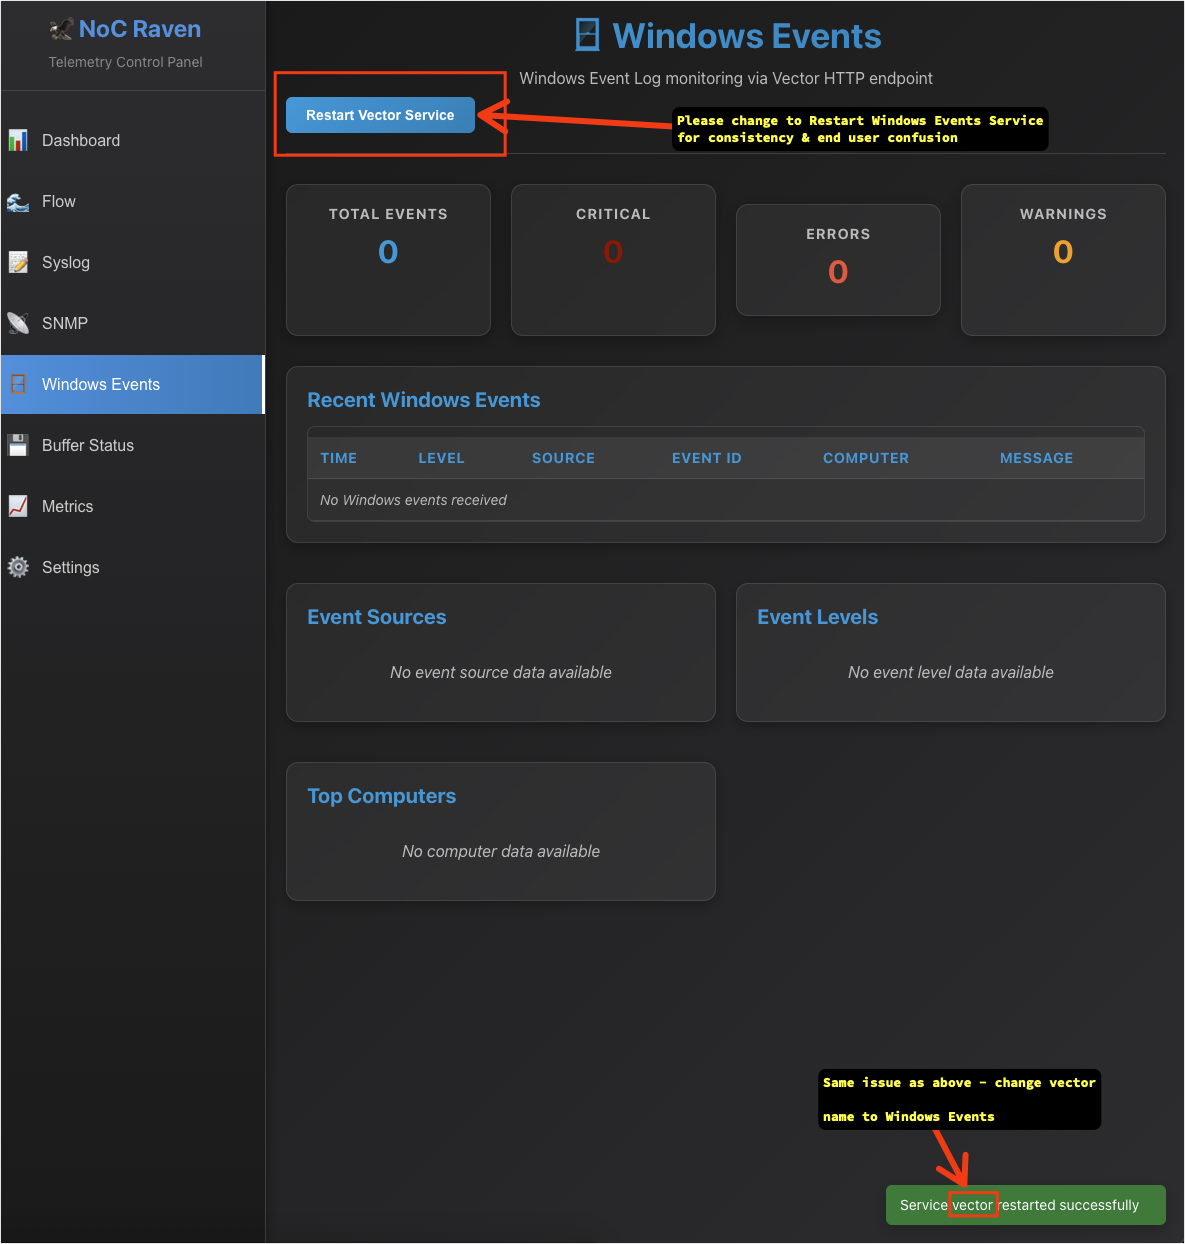 NoC Raven
Telemetry Control Panel
Dashboard
Flow
Syslog
SNMP
Windows Events
Buffer Status
Metrics
Settings
Windows Events
Windows Event Log monitoring via Vector HTTP endpoint
Restart Vector Service
Please change to Restart Windows Events Service
for consistency & end user confusion
TOTAL EVENTS
0
CRITICAL
0
ERRORS
0
WARNINGS
0
Recent Windows Events
TIME LEVEL SOURCE EVENT ID COMPUTER MESSAGE
No Windows events received
Event Sources
No event source data available
Event Levels
No event level data available
Top Computers
No computer data available
Same issue as above - change vector
name to Windows Events
Service vector restarted successfully